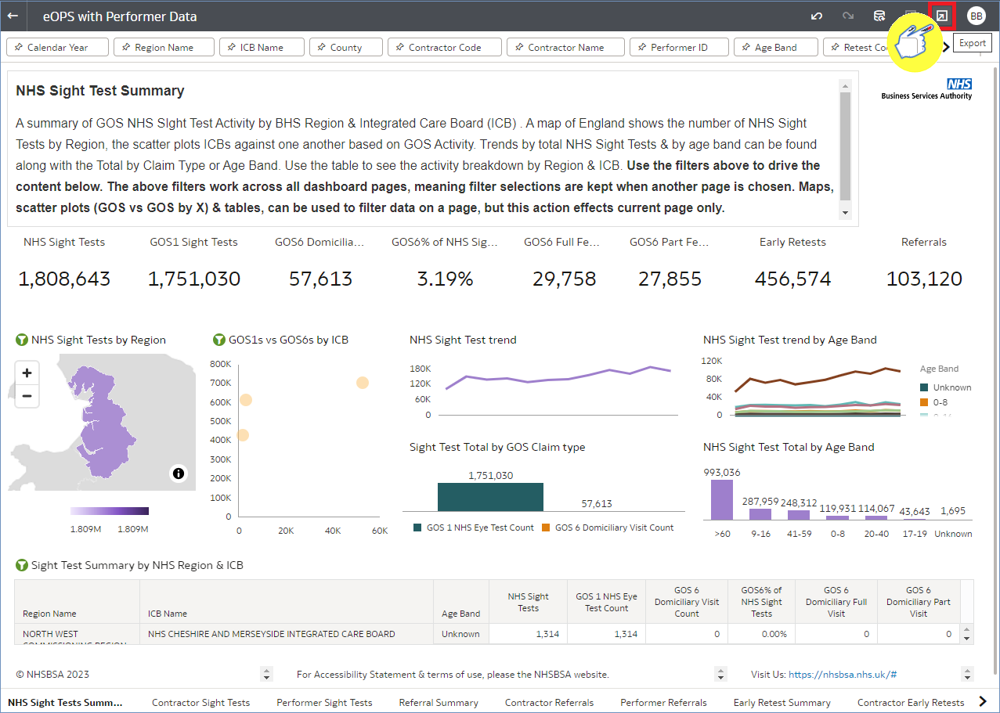 eOPS with Performer Data
BB
Calendar Year
Region Name
ICB Name
County
Contractor Code
Contractor Name
Performer ID
Age Band
Retest
Export
NHS Sight Test Summary
NHS
Business Services Authority
A summary of GOS NHS SIght Test Activity by BHS Region & Integrated Care Board (ICB) . A map of England shows the number of NHS Sight
Tests by Region, the scatter plots ICBs against one another based on GOS Activity. Trends by total NHS Sight Tests & by age band can be found
along with the Total by Claim Type or Age Band. Use the table to see the activity breakdown by Region & ICB. Use the filters above to drive the
content below. The above filters work across all dashboard pages, meaning filter selections are kept when another page is chosen. Maps,
scatter plots (GOS vs GOS by X) & tables, can be used to filter data on a page, but this action effects current page only.
NHS Sight Tests
GOS1 Sight Tests
GOS6 Domicilia...
GOS6% of NHS Sig...
GOS6 Full Fe...
GOS6 Part Fe...
Early Retests
Referrals
1,808,643
1,751,030
57,613
3.19%
29,758
27,855
456,574
103,120
NHS Sight Tests by Region
+
−
1.809M
1.809M
GOS1s vs GOS6s by ICB
800K
700K
600K
500K
400K
300K
200K
100K
0
0
20K
40K
60K
NHS Sight Test trend
180K
120K
60K
0
NHS Sight Test trend by Age Band
120K
80K
40K
0
Age Band
Unknown
0-8
9-16
Sight Test Total by GOS Claim type
1,751,030
57,613
GOS 1 NHS Eye Test Count
GOS 6 Domiciliary Visit Count
NHS Sight Test Total by Age Band
993,036
287,959
248,312
119,931
114,067
43,643
1,695
>60
9-16
41-59
0-8
20-40
17-19
Unknown
Sight Test Summary by NHS Region & ICB
Region Name
ICB Name
Age Band
NHS Sight
Tests
GOS 1 NHS Eye
Test Count
GOS 6
Domiciliary Visit
Count
GOS6% of
NHS Sight
Tests
GOS 6
Domiciliary Full
Visit
GOS 6
Domiciliary Part
Visit
NORTH WEST
COMMISSIONING REGION
NHS CHESHIRE AND MERSEYSIDE INTEGRATED CARE BOARD
Unknown
1,314
1,314
0
0.00%
0
0
© NHSBSA 2023
For Accessibility Statement & terms of use, please the NHSBSA website.
Visit Us: https://nhsbsa.nhs.uk/#
NHS Sight Tests Summ...
Contractor Sight Tests
Performer Sight Tests
Referral Summary
Contractor Referrals
Performer Referrals
Early Retest Summary
Contractor Early Retests